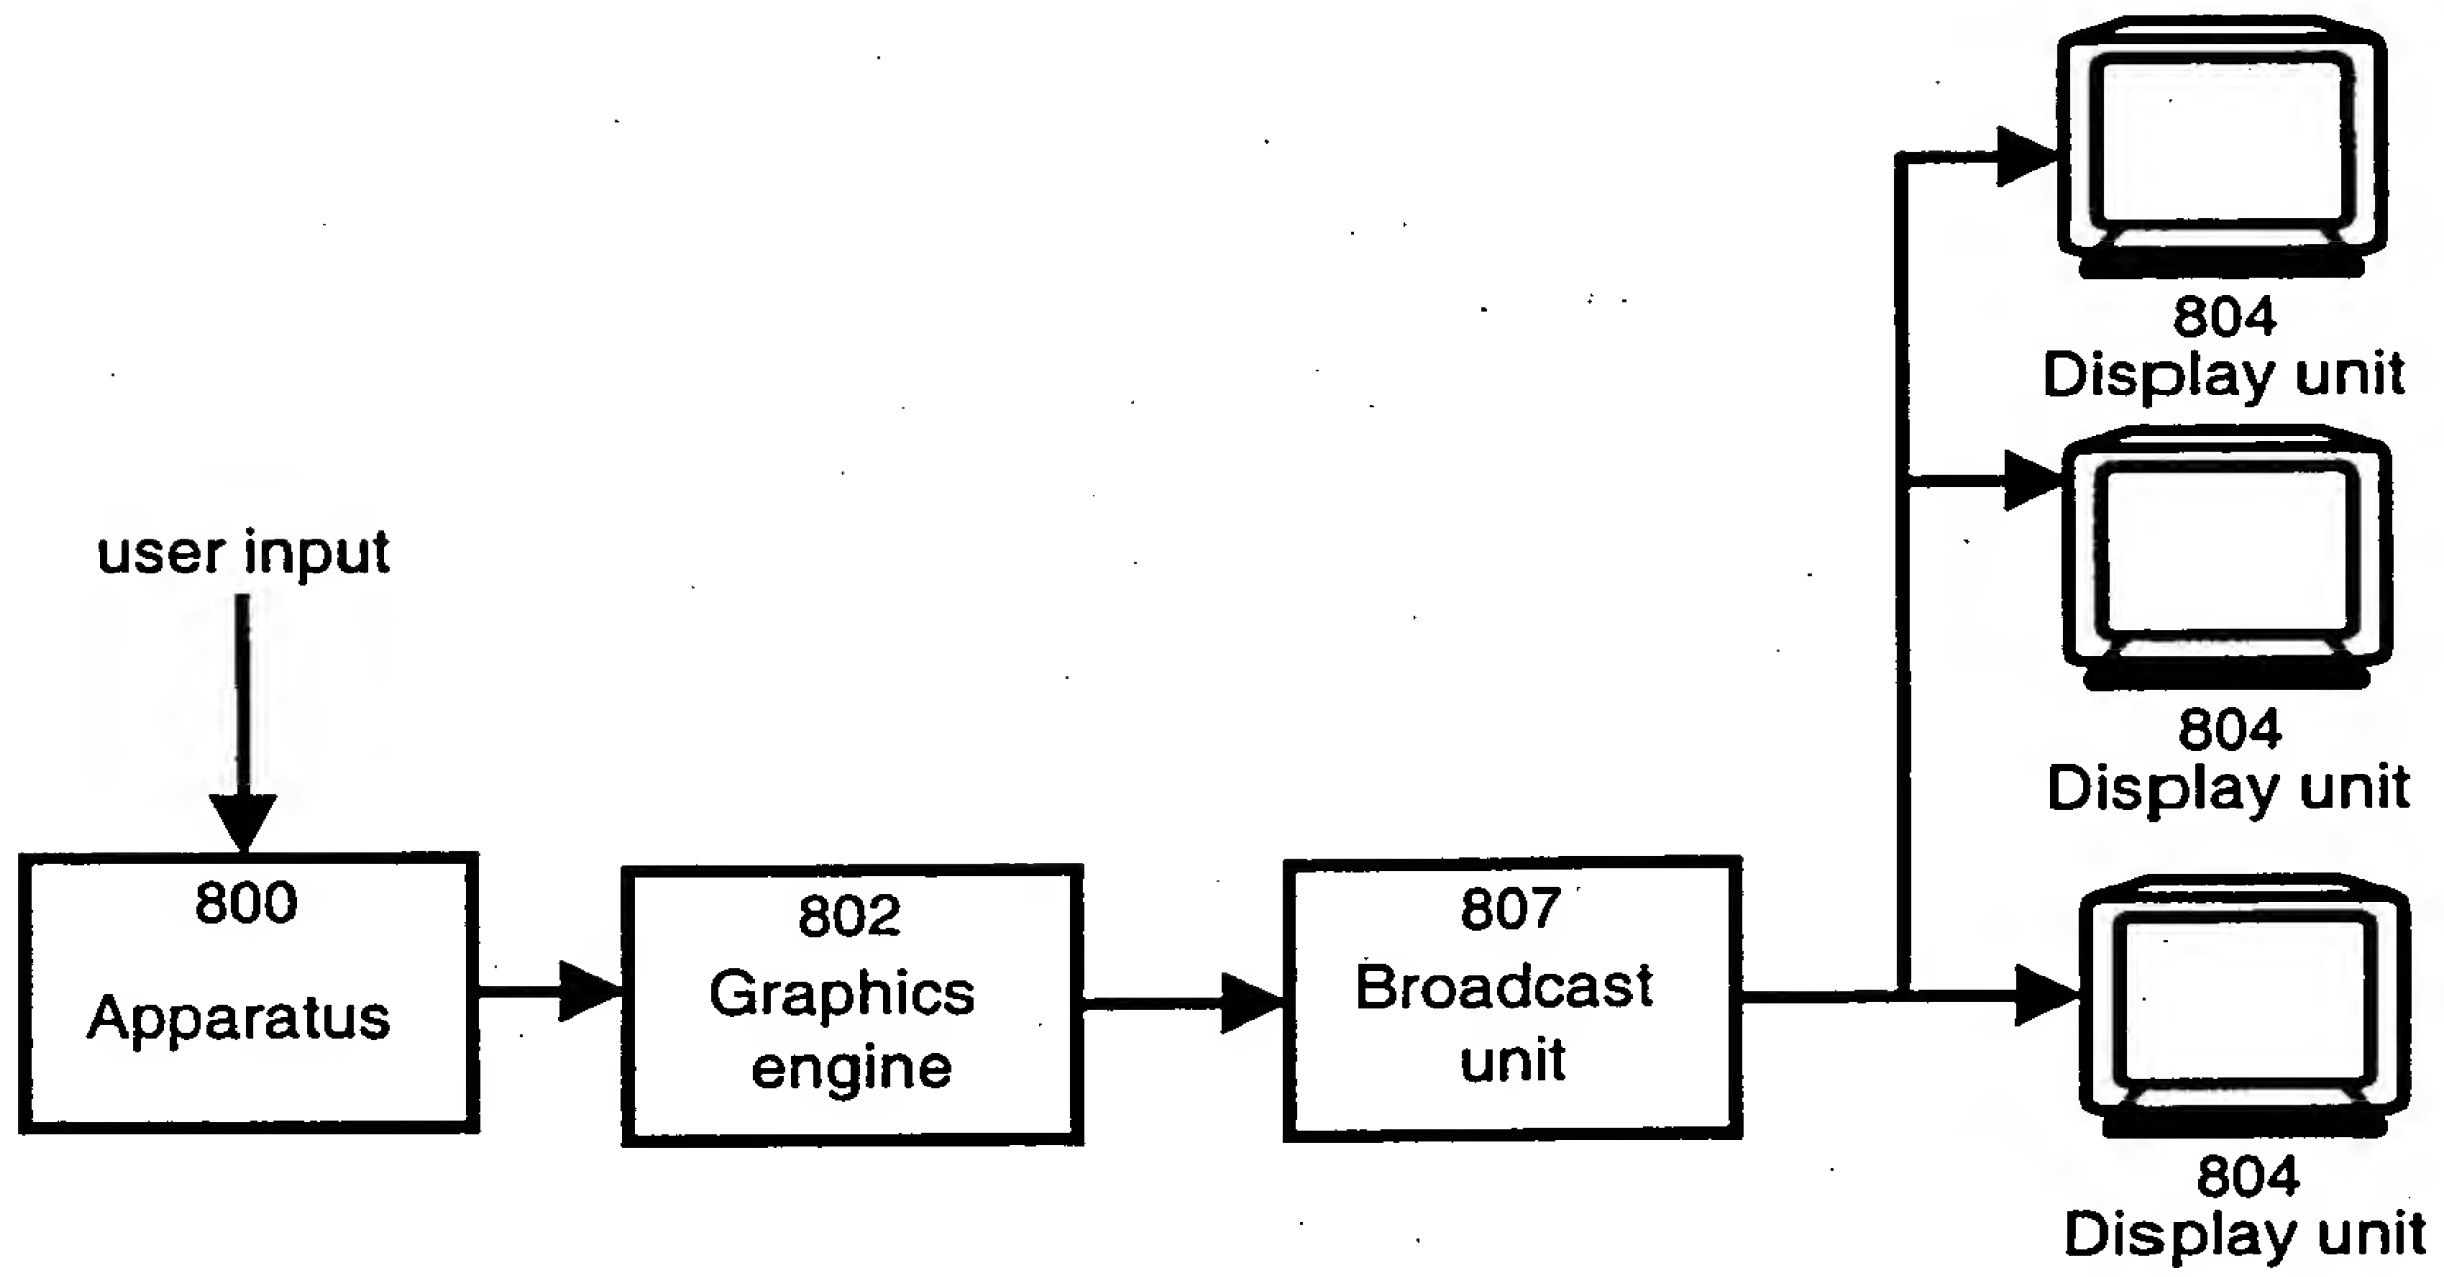 804
Display unit
804
Display unit
user input
800
Apparatus
802
Graphics
engine
807
Broadcast
unit
804
Display unit